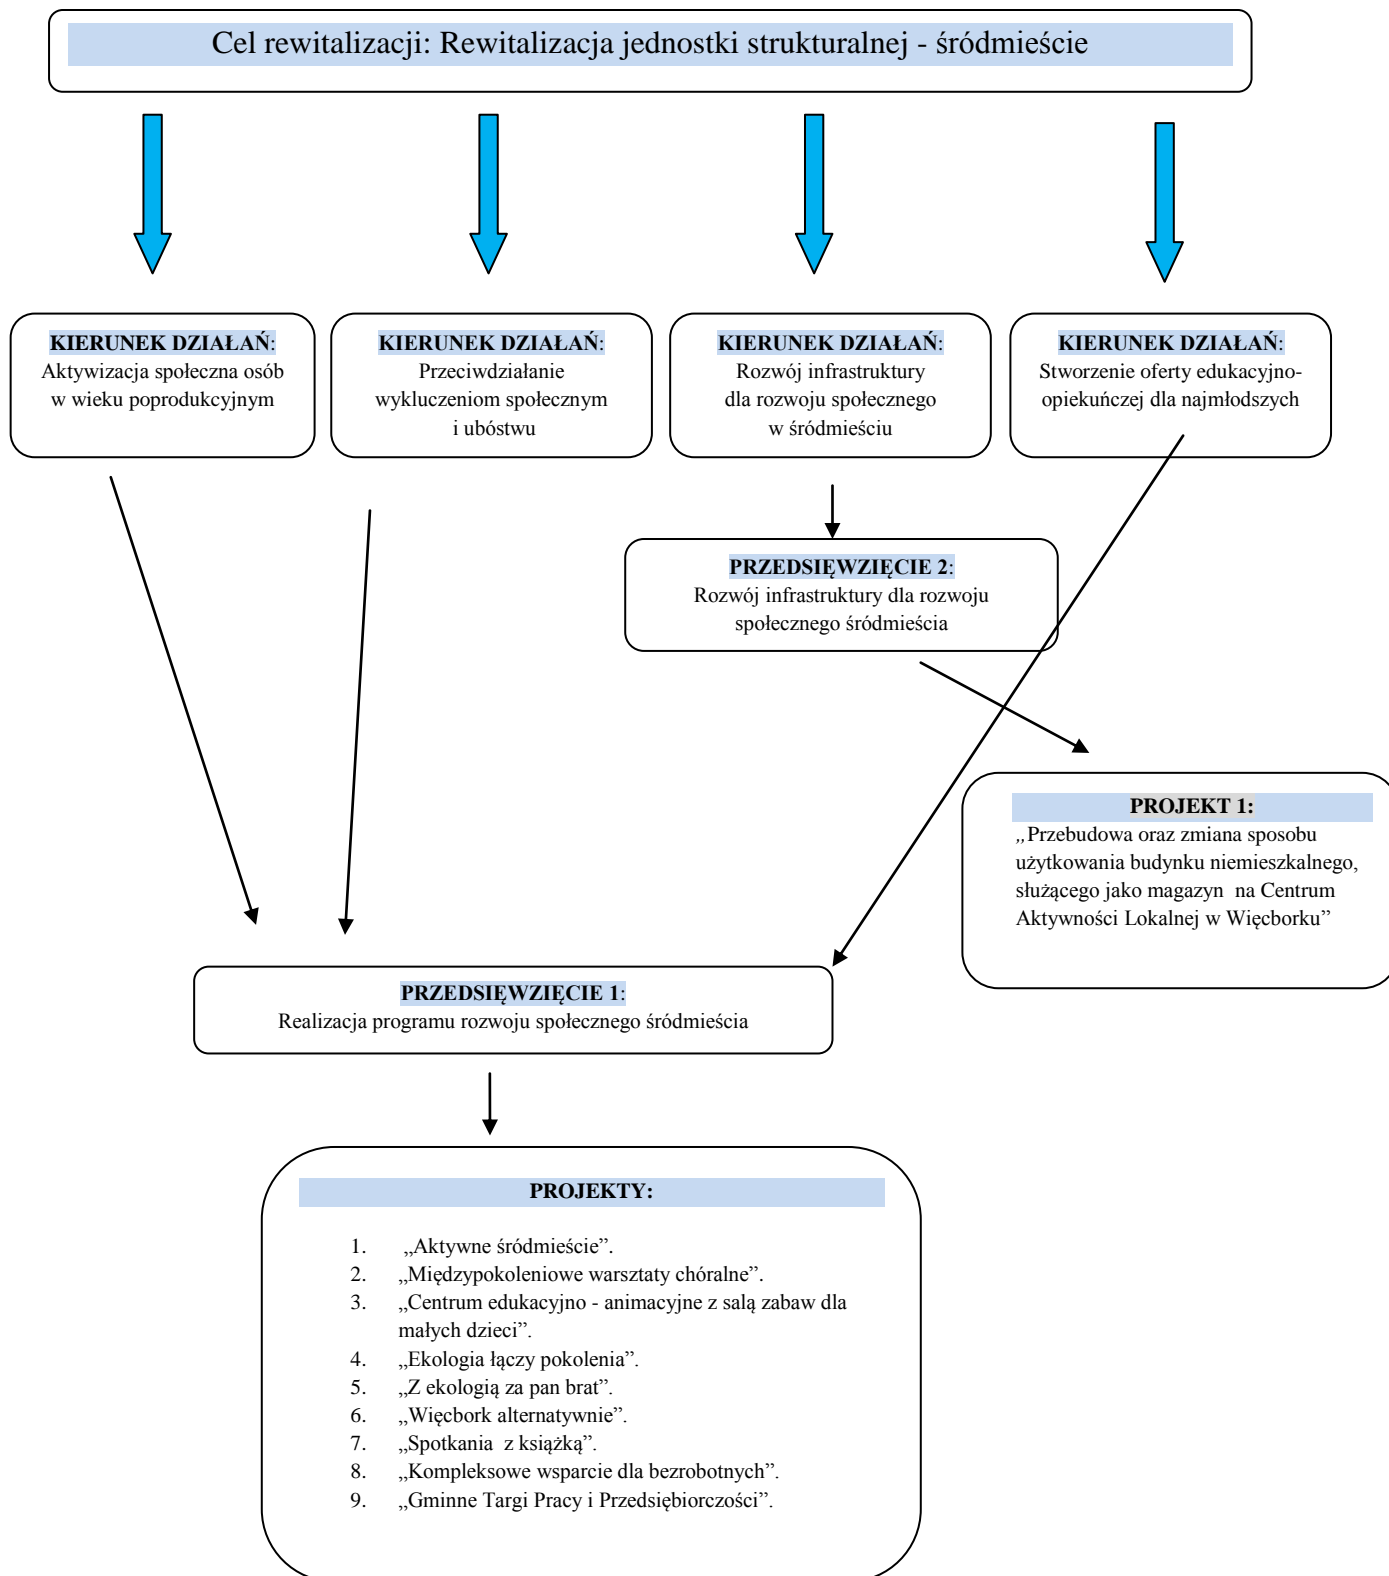 Cel rewitalizacji: Rewitalizacja jednostki strukturalnej - śródmieście
KIERUNEK DZIAŁAŃ:
Aktywizacja społeczna osób
w wieku poprodukcyjnym
KIERUNEK DZIAŁAŃ:
Przeciwdziałanie
wykluczeniom społecznym
i ubóstwu
KIERUNEK DZIAŁAŃ:
Rozwój infrastruktury
dla rozwoju społecznego
w śródmieściu
KIERUNEK DZIAŁAŃ:
Stworzenie oferty edukacyjno-
opiekuńczej dla najmłodszych
PRZEDSIĘWZIĘCIE 2:
Rozwój infrastruktury dla rozwoju
społecznego śródmieścia
PROJEKT 1:
„Przebudowa oraz zmiana sposobu
użytkowania budynku niemieszkalnego,
służącego jako magazyn na Centrum
Aktywności Lokalnej w Więcborku”
PRZEDSIĘWZIĘCIE 1:
Realizacja programu rozwoju społecznego śródmieścia
PROJEKTY:
1. „Aktywne śródmieście”.
2. „Międzypokoleniowe warsztaty chóralne”.
3. „Centrum edukacyjno - animacyjne z salą zabaw dla
małych dzieci”.
4. „Ekologia łączy pokolenia”.
5. „Z ekologią za pan brat”.
6. „Więcbork alternatywnie”.
7. „Spotkania z książką”.
8. „Kompleksowe wsparcie dla bezrobotnych”.
9. „Gminne Targi Pracy i Przedsiębiorczości”.